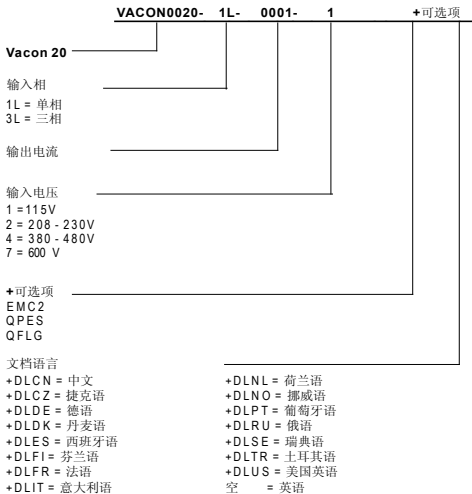 VACON0020- 1L- 0001- 1 +可选项
Vacon 20
输入相
1L = 单相
3L = 三相
输出电流
输入电压
1 =115V
2 = 208 - 230V
4 = 380 - 480V
7 = 600 V
+可选项
EMC2
QPES
QFLG
文档语言
+DLCN = 中文
+DLCZ = 捷克语
+DLDE = 德语
+DLDK = 丹麦语
+DLES = 西班牙语
+DLFI = 芬兰语
+DLFR = 法语
+DLIT = 意大利语
+DLNL = 荷兰语
+DLNO = 挪威语
+DLPT = 葡萄牙语
+DLRU = 俄语
+DLSE = 瑞典语
+DLTR = 土耳其语
+DLUS = 美国英语
空 = 英语